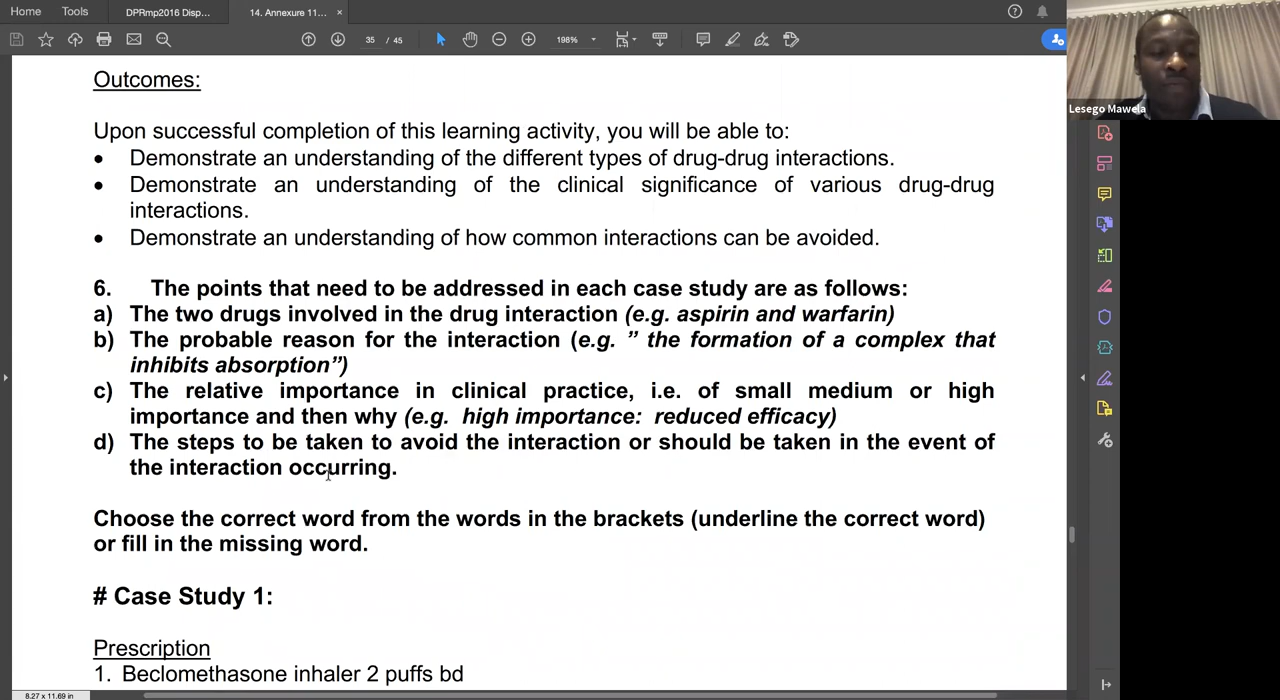 Home Tools DPRmp2016 Disp... 14. Annexure 11... ×
35 / 45 198%
Lesego Mawela
Outcomes:
Upon successful completion of this learning activity, you will be able to:
• Demonstrate an understanding of the different types of drug-drug interactions.
• Demonstrate an understanding of the clinical significance of various drug-drug
interactions.
• Demonstrate an understanding of how common interactions can be avoided.
6. The points that need to be addressed in each case study are as follows:
a) The two drugs involved in the drug interaction (e.g. aspirin and warfarin)
b) The probable reason for the interaction (e.g. ” the formation of a complex that
inhibits absorption”)
c) The relative importance in clinical practice, i.e. of small medium or high
importance and then why (e.g. high importance: reduced efficacy)
d) The steps to be taken to avoid the interaction or should be taken in the event of
the interaction occurring.
Choose the correct word from the words in the brackets (underline the correct word)
or fill in the missing word.
# Case Study 1:
Prescription
1. Beclomethasone inhaler 2 puffs bd
8.27 x 11.69 in